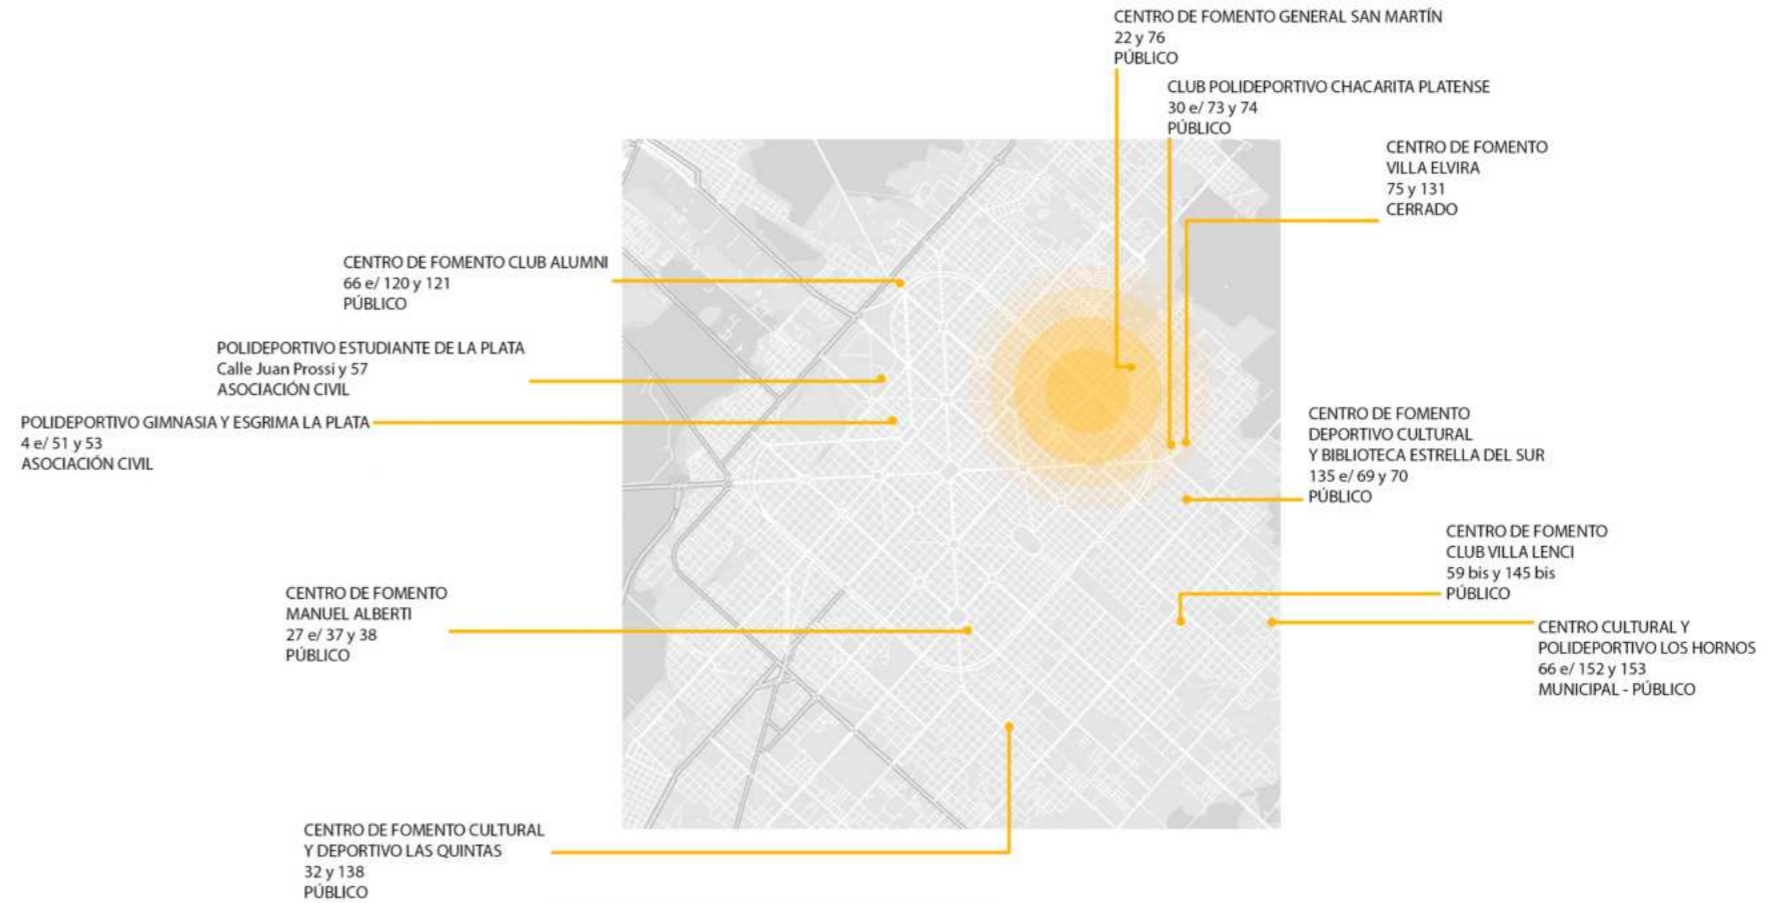 CENTRO DE FOMENTO GENERAL SAN MARTÍN
22 y 76
PÚBLICO
CLUB POLIDEPORTIVO CHACARITA PLATENSE
30 e/ 73 y 74
PÚBLICO
CENTRO DE FOMENTO
VILLA ELVIRA
75 y 131
CERRADO
CENTRO DE FOMENTO CLUB ALUMNI
66 e/ 120 y 121
PÚBLICO
POLIDEPORTIVO ESTUDIANTE DE LA PLATA
Calle Juan Prossi y 57
ASOCIACIÓN CIVIL
POLIDEPORTIVO GIMNASIA Y ESGRIMA LA PLATA
4 e/ 51 y 53
ASOCIACIÓN CIVIL
CENTRO DE FOMENTO
DEPORTIVO CULTURAL
Y BIBLIOTECA ESTRELLA DEL SUR
135 e/ 69 y 70
PÚBLICO
CENTRO DE FOMENTO
CLUB VILLA LENCI
59 bis y 145 bis
PÚBLICO
CENTRO DE FOMENTO
MANUEL ALBERTI
27 e/ 37 y 38
PÚBLICO
CENTRO CULTURAL Y
POLIDEPORTIVO LOS HORNOS
66 e/ 152 y 153
MUNICIPAL - PÚBLICO
CENTRO DE FOMENTO CULTURAL
Y DEPORTIVO LAS QUINTAS
32 y 138
PÚBLICO